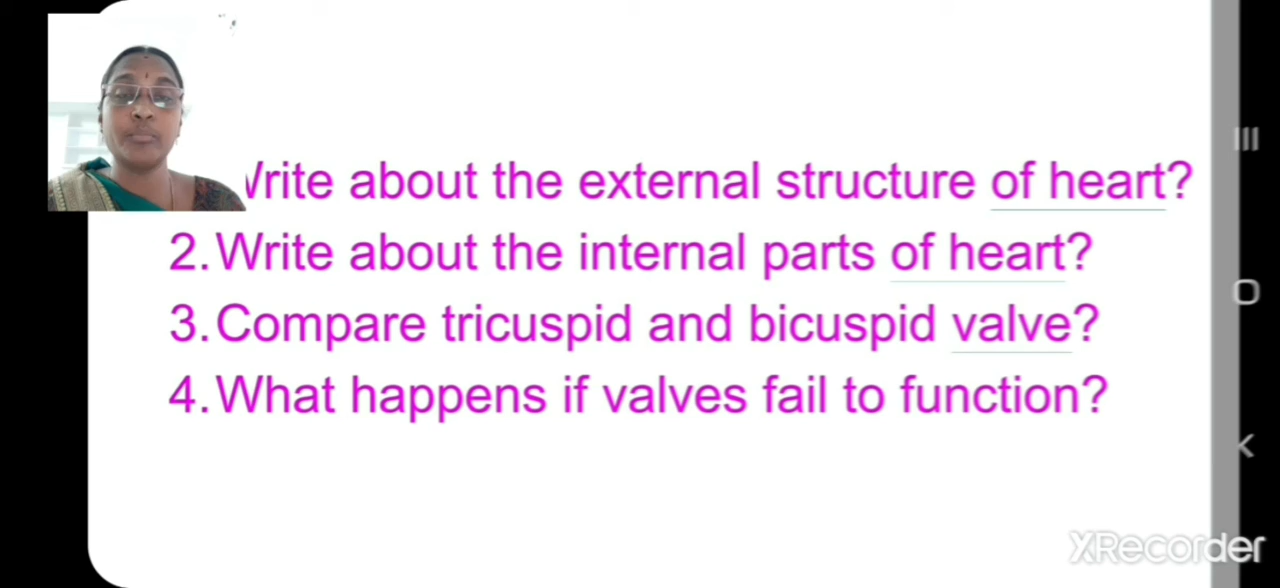 Write about the external structure of heart?
2.Write about the internal parts of heart?
3.Compare tricuspid and bicuspid valve?
4.What happens if valves fail to function?
XRecorder